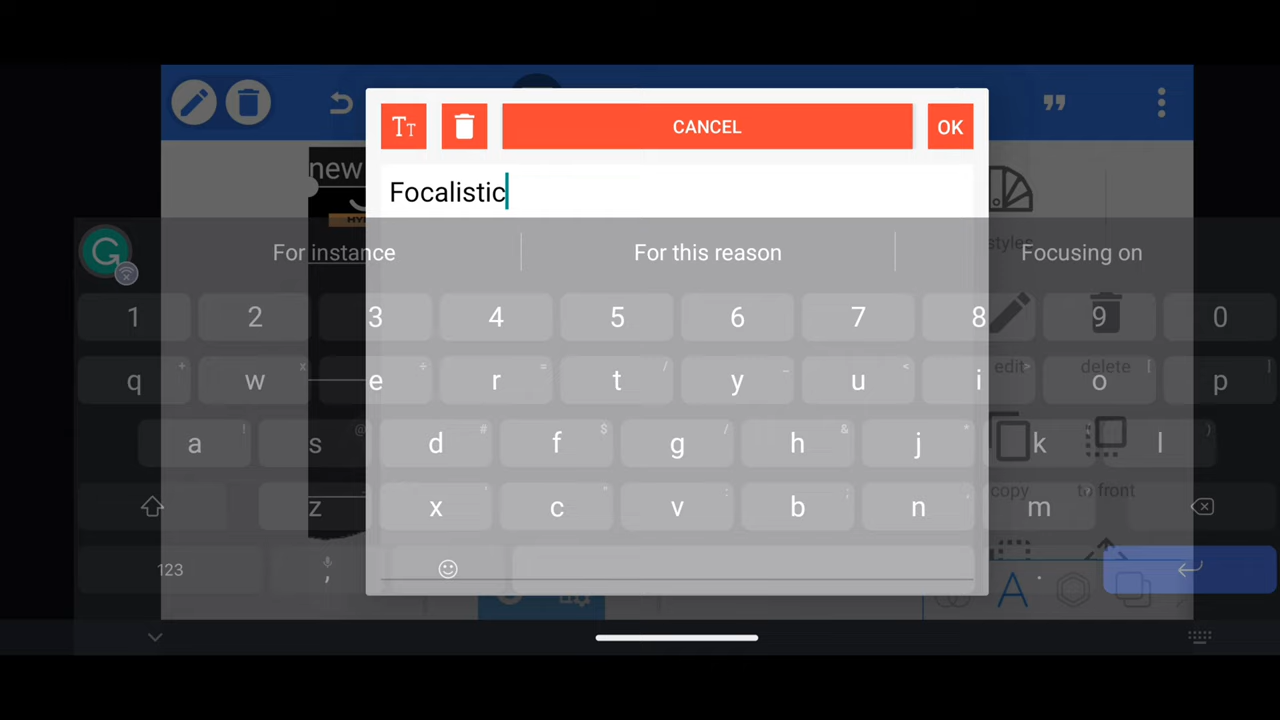 CANCEL
OK
new
Focalistic
For instance
For this reason
Focusing on
styles
1 2 3 4 5 6 7 8 9 0
q w e r t y u i o p
edit
delete
a s d f g h j k l
copy
to front
z x c v b n m
123